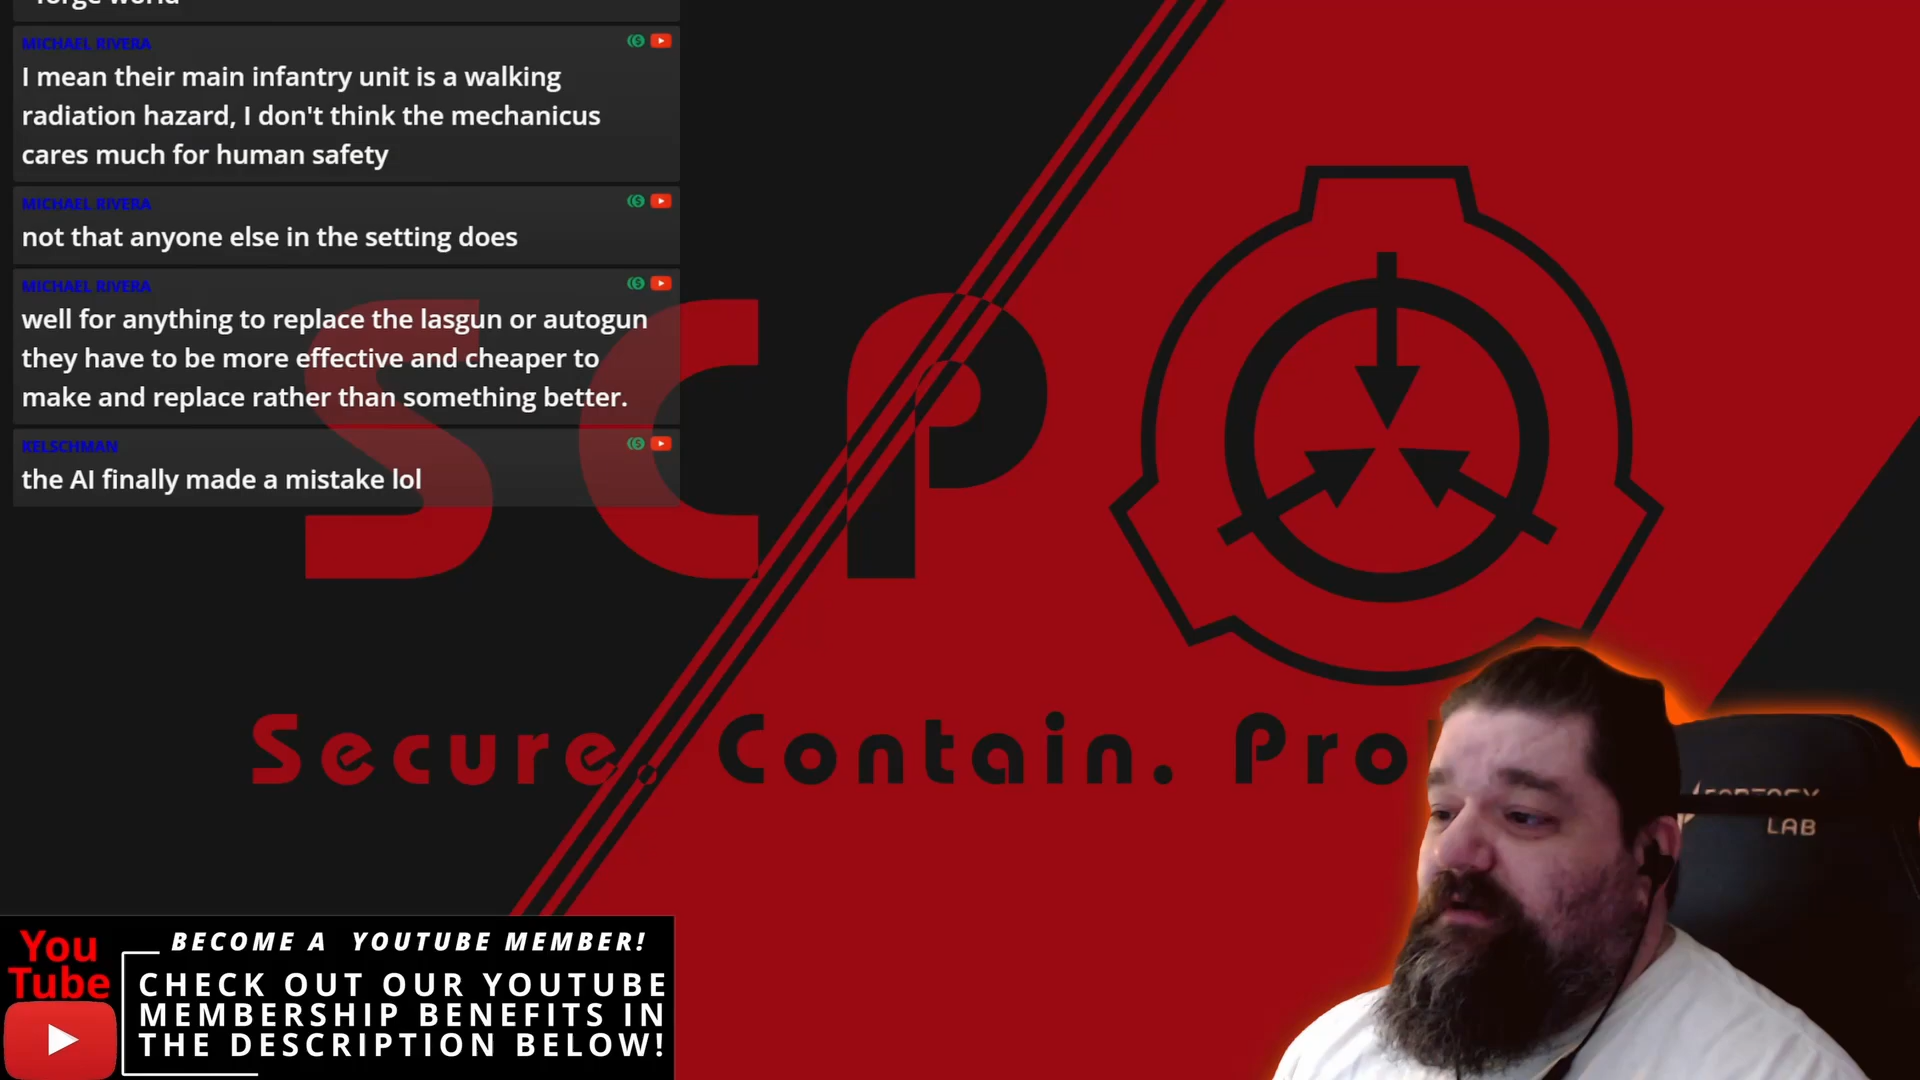 forge world
MICHAEL RIVERA
I mean their main infantry unit is a walking
radiation hazard, I don't think the mechanicus
cares much for human safety
MICHAEL RIVERA
not that anyone else in the setting does
MICHAEL RIVERA
well for anything to replace the lasgun or autogun
they have to be more effective and cheaper to
make and replace rather than something better.
KELSCHMAN
the AI finally made a mistake lol
SCP
Secure. Contain. Pro
LAB
You
Tube
BECOME A YOUTUBE MEMBER!
CHECK OUT OUR YOUTUBE
MEMBERSHIP BENEFITS IN
THE DESCRIPTION BELOW!